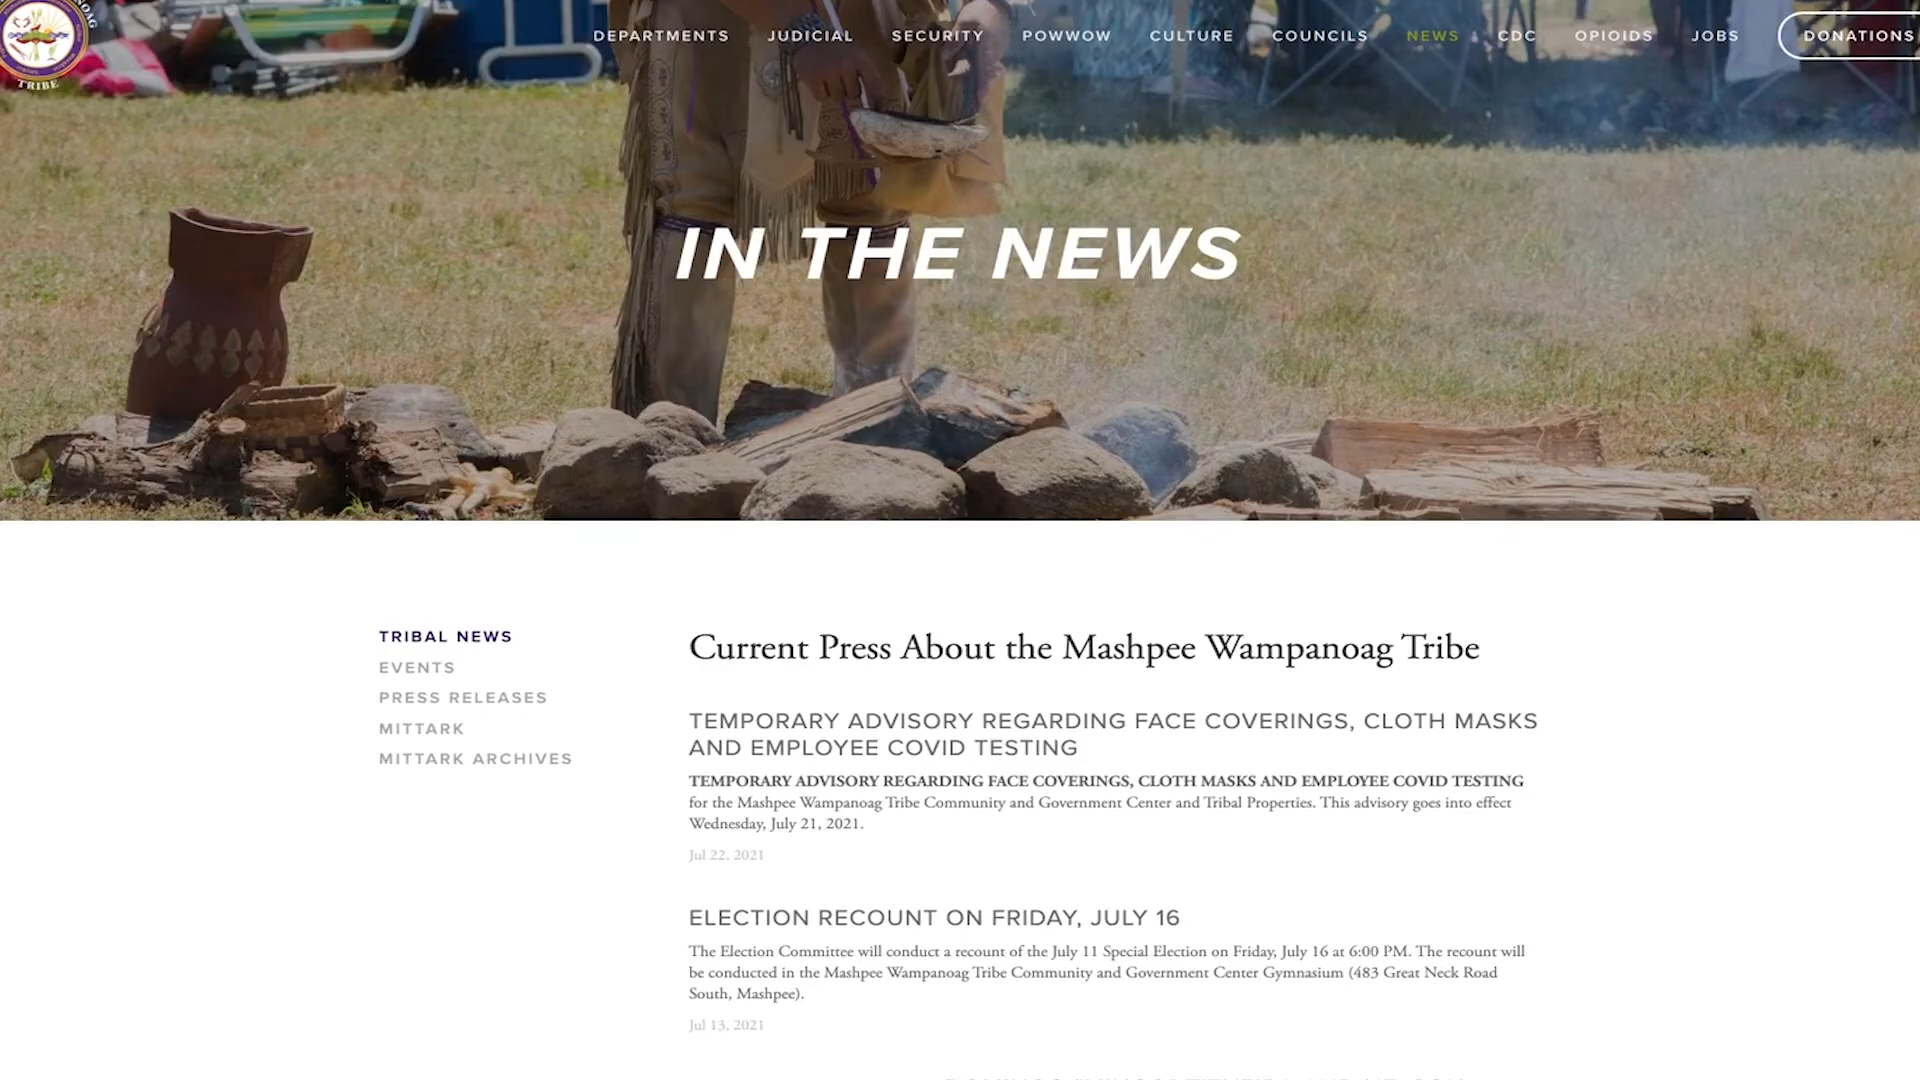 TRIBE
DEPARTMENTS JUDICIAL SECURITY POWWOW CULTURE COUNCILS NEWS CDC OPIOIDS JOBS DONATIONS
IN THE NEWS
TRIBAL NEWS
EVENTS
PRESS RELEASES
MITTARK
MITTARK ARCHIVES
Current Press About the Mashpee Wampanoag Tribe
TEMPORARY ADVISORY REGARDING FACE COVERINGS, CLOTH MASKS
AND EMPLOYEE COVID TESTING
TEMPORARY ADVISORY REGARDING FACE COVERINGS, CLOTH MASKS AND EMPLOYEE COVID TESTING
for the Mashpee Wampanoag Tribe Community and Government Center and Tribal Properties. This advisory goes into effect
Wednesday, July 21, 2021.
Jul 22, 2021
ELECTION RECOUNT ON FRIDAY, JULY 16
The Election Committee will conduct a recount of the July 11 Special Election on Friday, July 16 at 6:00 PM. The recount will
be conducted in the Mashpee Wampanoag Tribe Community and Government Center Gymnasium (483 Great Neck Road
South, Mashpee).
Jul 13, 2021